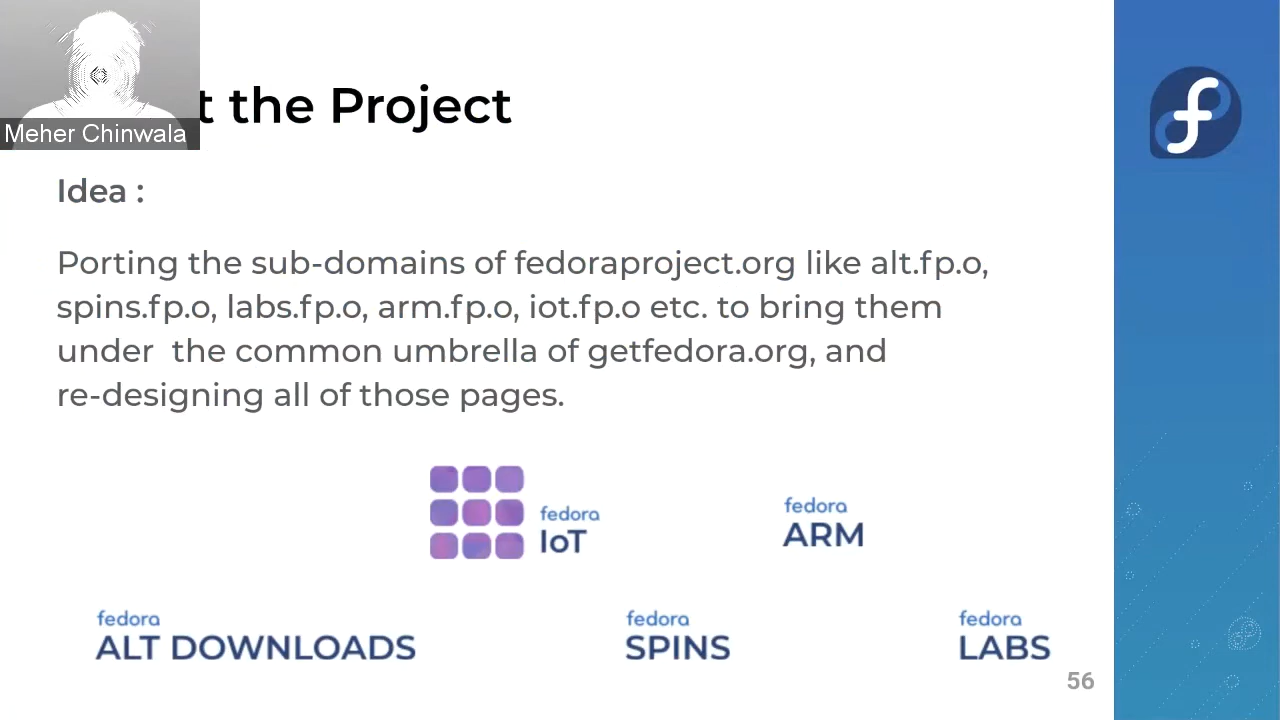 t the Project
Meher Chinwala
Idea :
Porting the sub-domains of fedoraproject.org like alt.fp.o,
spins.fp.o, labs.fp.o, arm.fp.o, iot.fp.o etc. to bring them
under the common umbrella of getfedora.org, and
re-designing all of those pages.
fedora
IoT
fedora
ARM
fedora
ALT DOWNLOADS
fedora
SPINS
fedora
LABS
56